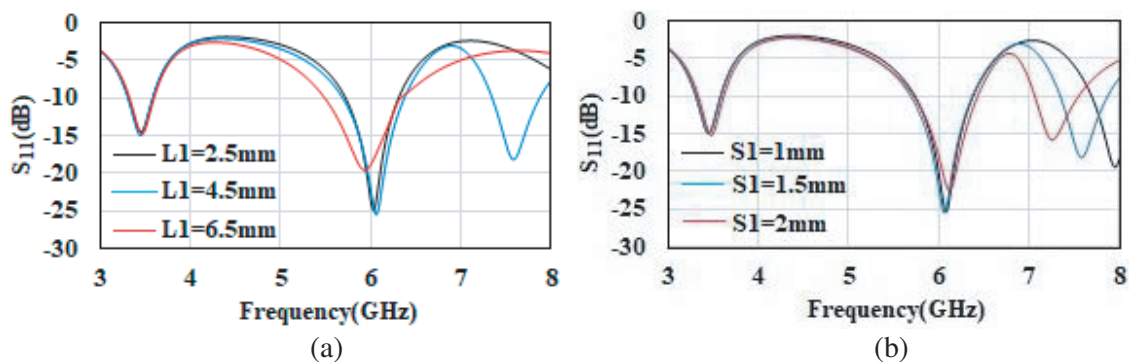 0
-5
-10
-15
-20
-25
-30
S11(dB)
L1=2.5mm
L1=4.5mm
L1=6.5mm
3 4 5 6 7 8
Frequency(GHz)
(a)
0
-5
-10
-15
-20
-25
-30
S11(dB)
S1=1mm
S1=1.5mm
S1=2mm
3 4 5 6 7 8
Frequency(GHz)
(b)